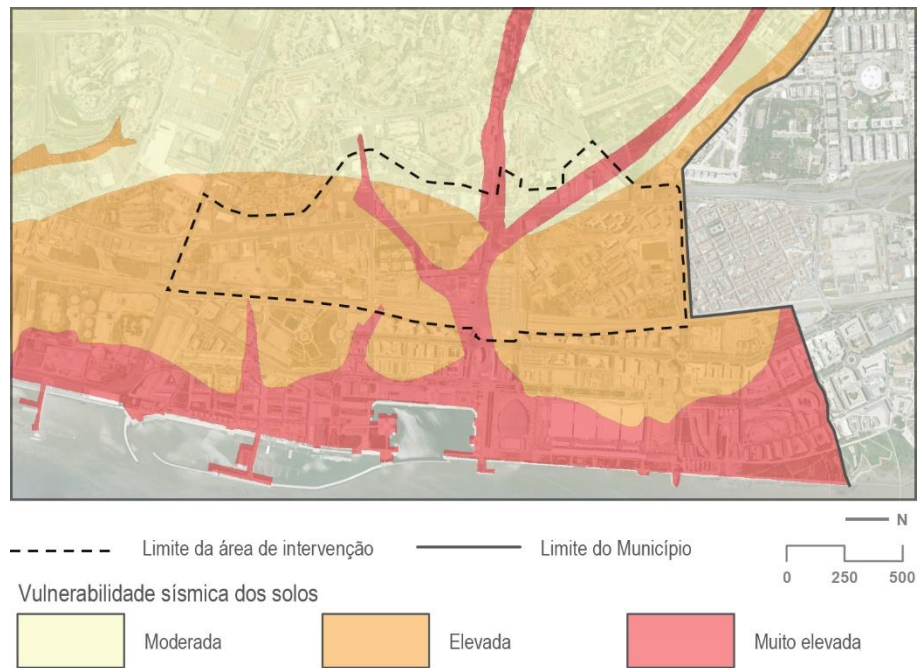 N
Limite da área de intervenção
Limite do Município
0 250 500
Vulnerabilidade sísmica dos solos
Moderada
Elevada
Muito elevada